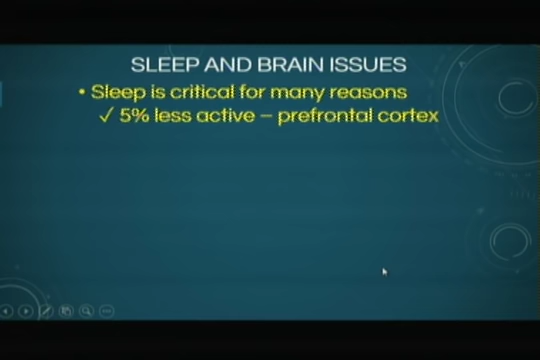 SLEEP AND BRAIN ISSUES
• Sleep is critical for many reasons
✓ 5% less active – prefrontal cortex